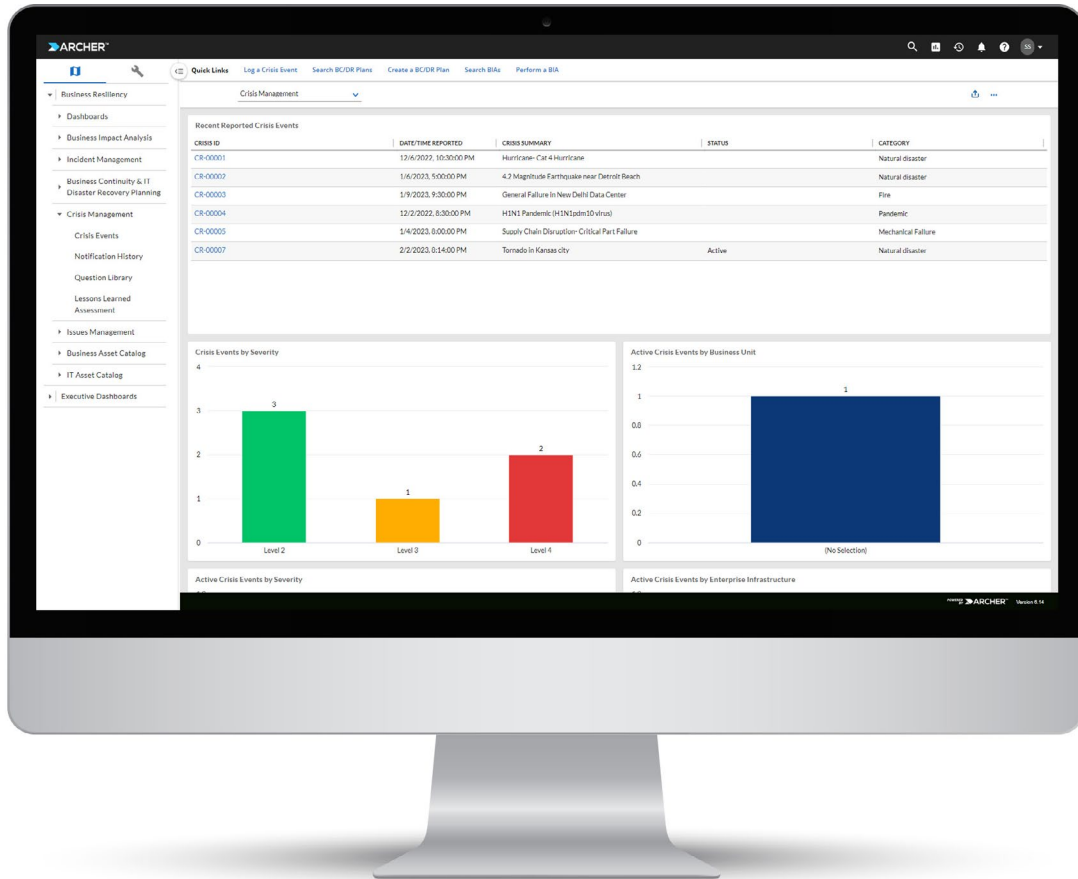 ARCHER™
SS
Quick Links Log a Crisis Event Search BC/DR Plans Create a BC/DR Plan Search BIAs Perform a BIA
Business Resiliency
Dashboards
Business Impact Analysis
Incident Management
Business Continuity & IT
Disaster Recovery Planning
Crisis Management
Crisis Events
Notification History
Question Library
Lessons Learned
Assessment
Issues Management
Business Asset Catalog
IT Asset Catalog
Executive Dashboards
Crisis Management
Recent Reported Crisis Events
CRISIS ID DATE/TIME REPORTED CRISIS SUMMARY STATUS CATEGORY
CR-00001 12/6/2022, 10:30:00 PM Hurricane- Cat 4 Hurricane Natural disaster
CR-00002 1/6/2023, 5:00:00 PM 4.2 Magnitude Earthquake near Detroit Beach Natural disaster
CR-00003 1/9/2023, 9:30:00 PM General Failure in New Delhi Data Center Fire
CR-00004 12/2/2022, 8:30:00 PM H1N1 Pandemic (H1N1pdm10 virus) Pandemic
CR-00005 1/4/2023, 8:00:00 PM Supply Chain Disruption- Critical Part Failure Mechanical Failure
CR-00007 2/2/2023, 8:14:00 PM Tornado in Kansas city Active Natural disaster
Crisis Events by Severity
4
3
2
1
0
3
1
2
Level 2 Level 3 Level 4
Active Crisis Events by Business Unit
1.2
1
0.8
0.6
0.4
0.2
0
1
(No Selection)
Active Crisis Events by Severity
Active Crisis Events by Enterprise Infrastructure
POWERED BY ARCHER™ Version 6.14